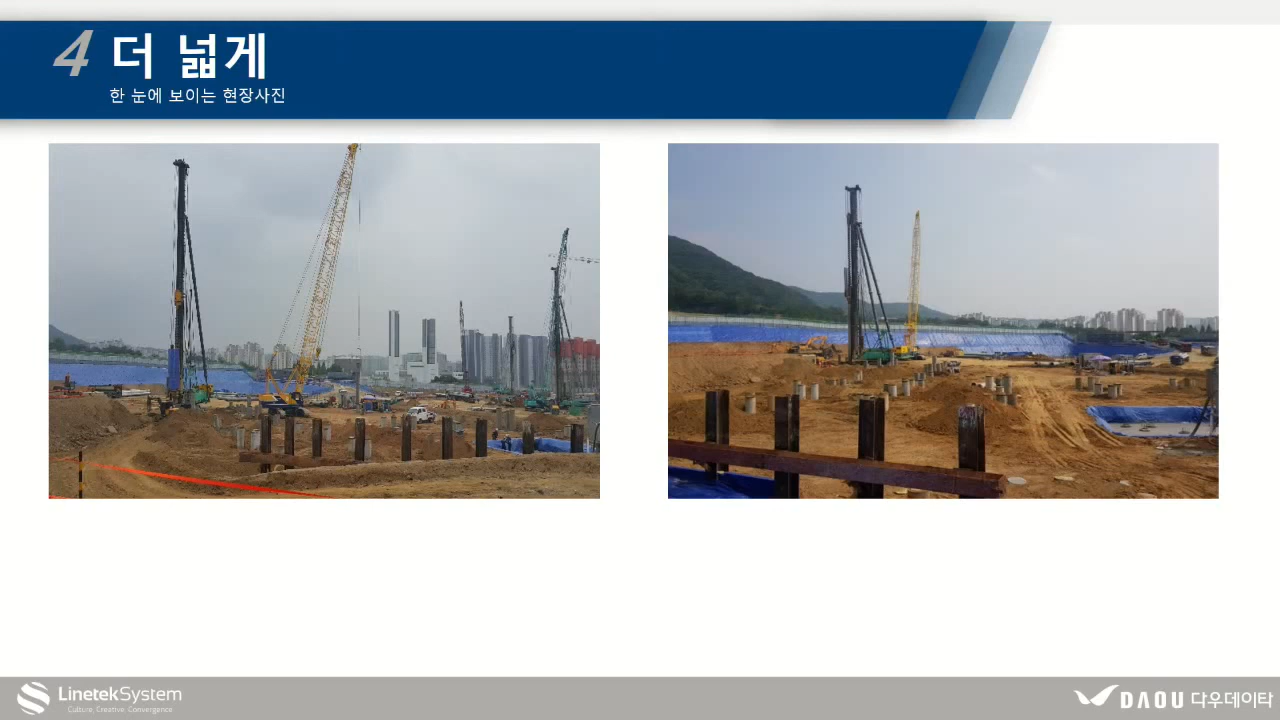 4 더 넓게
한 눈에 보이는 현장사진
LinetekSystem
Culture, Creative Convergence
DAOU 다우데이타